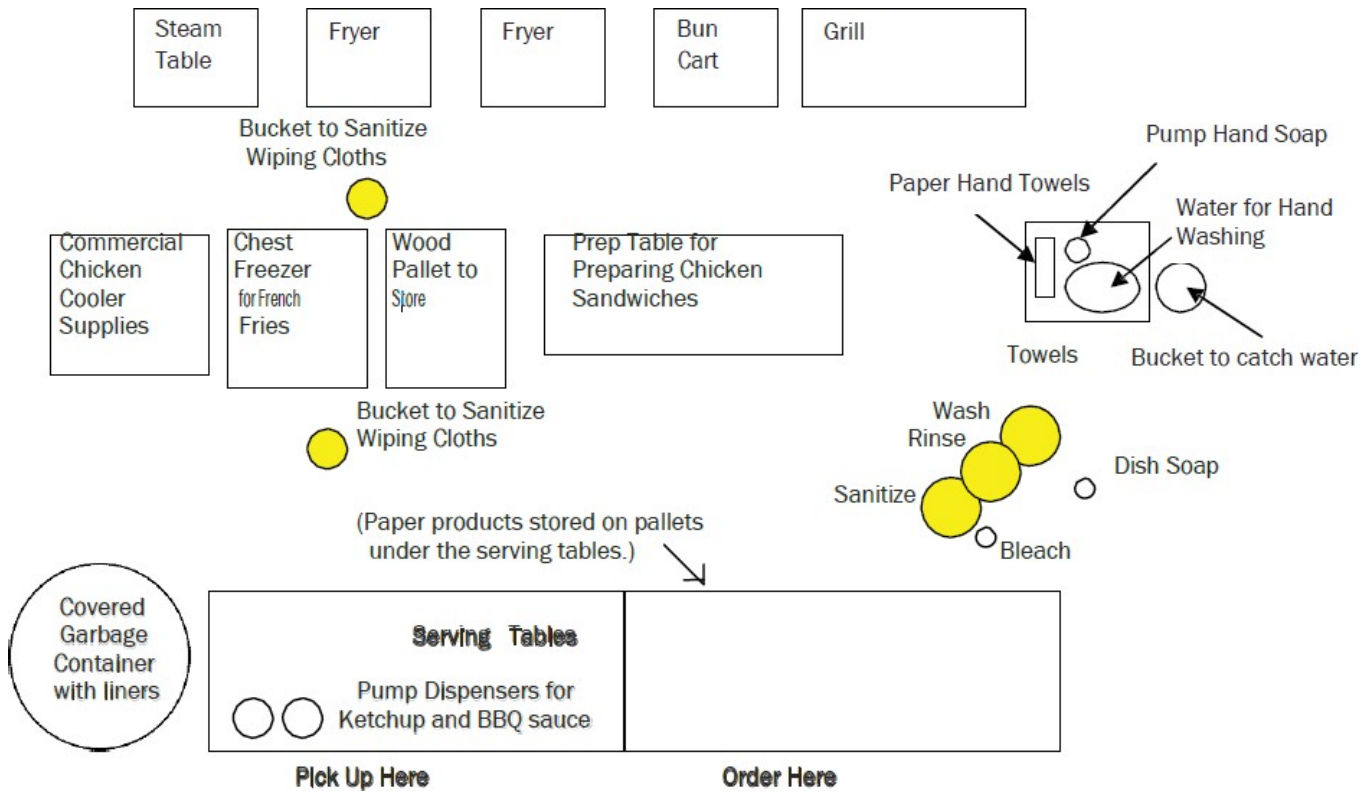 Steam
Table
Fryer
Fryer
Bun
Cart
Grill
Bucket to Sanitize
Wiping Cloths
Pump Hand Soap
Paper Hand Towels
Water for Hand
Washing
Commercial
Chicken
Cooler
Supplies
Chest
Freezer
for French
Fries
Wood
Pallet to
Store
Prep Table for
Preparing Chicken
Sandwiches
Towels
Bucket to catch water
Bucket to Sanitize
Wiping Cloths
Wash
Rinse
Sanitize
Dish Soap
Bleach
(Paper products stored on pallets
under the serving tables.)
Covered
Garbage
Container
with liners
Serving Tables
Pump Dispensers for
Ketchup and BBQ sauce
Pick Up Here
Order Here